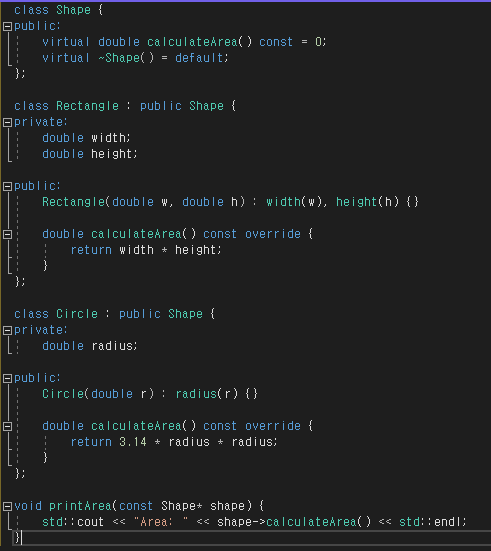 class Shape {
public:
    virtual double calculateArea() const = 0;
    virtual ~Shape() = default;
};

class Rectangle : public Shape {
private:
    double width;
    double height;

public:
    Rectangle(double w, double h) : width(w), height(h) {}

    double calculateArea() const override {
        return width * height;
    }
};

class Circle : public Shape {
private:
    double radius;

public:
    Circle(double r) : radius(r) {}

    double calculateArea() const override {
        return 3.14 * radius * radius;
    }
};

void printArea(const Shape* shape) {
    std::cout << "Area: " << shape->calculateArea() << std::endl;
}